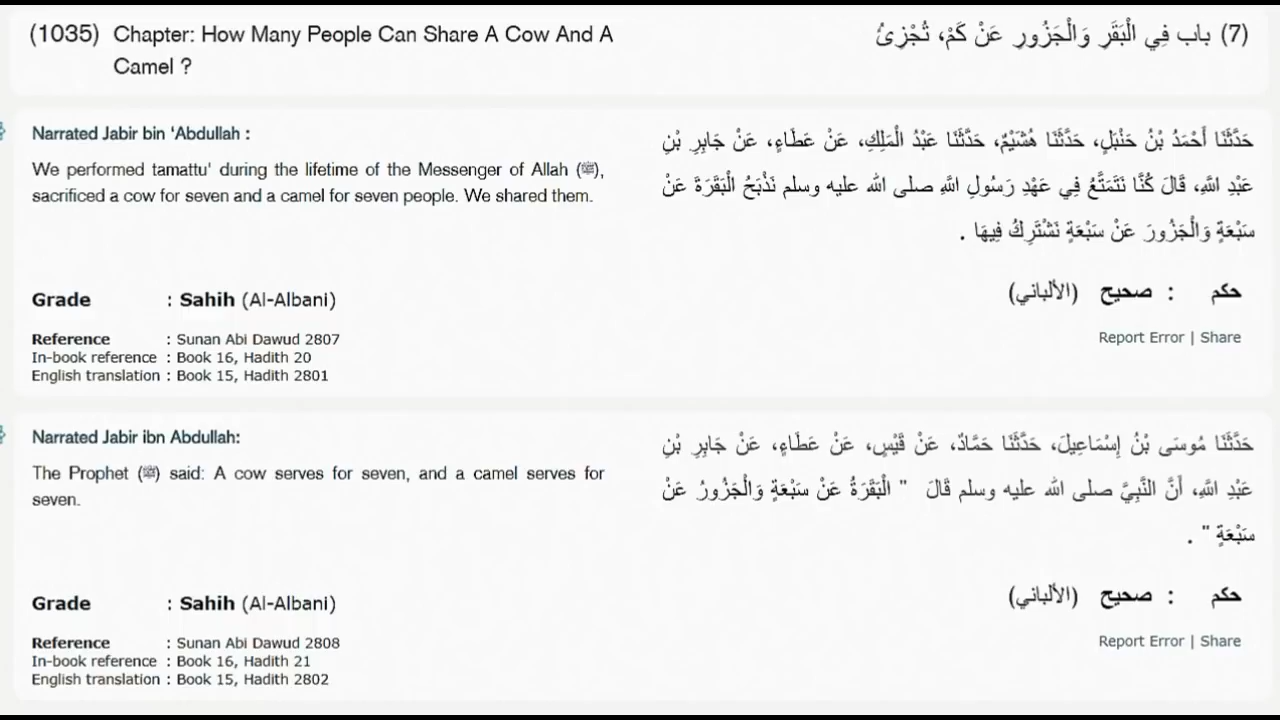 (1035) Chapter: How Many People Can Share A Cow And A
Camel ?
(7) باب فِي الْبَقَرِ وَالْجَزُورِ عَنْ كَمْ، تُجْزِئُ
Narrated Jabir bin 'Abdullah :
We performed tamattu' during the lifetime of the Messenger of Allah (ﷺ),
sacrificed a cow for seven and a camel for seven people. We shared them.
حَدَّثَنَا أَحْمَدُ بْنُ حَنْبَلٍ، حَدَّثَنَا هُشَيْمٌ، حَدَّثَنَا عَبْدُ الْمَلِكِ، عَنْ عَطَاءٍ، عَنْ جَابِرِ بْنِ
عَبْدِ اللَّهِ، قَالَ كُنَّا نَتَمَتَّعُ فِي عَهْدِ رَسُولِ اللَّهِ صلى الله عليه وسلم نَذْبَحُ الْبَقَرَةَ عَنْ
سَبْعَةٍ وَالْجَزُورَ عَنْ سَبْعَةٍ نَشْتَرِكُ فِيهَا .
Grade : Sahih (Al-Albani)
حكم : صحيح (الألباني)
Reference : Sunan Abi Dawud 2807
In-book reference : Book 16, Hadith 20
English translation : Book 15, Hadith 2801
Report Error | Share
Narrated Jabir ibn Abdullah:
The Prophet (ﷺ) said: A cow serves for seven, and a camel serves for
seven.
حَدَّثَنَا مُوسَى بْنُ إِسْمَاعِيلَ، حَدَّثَنَا حَمَّادٌ، عَنْ قَيْسٍ، عَنْ عَطَاءٍ، عَنْ جَابِرِ بْنِ
عَبْدِ اللَّهِ، أَنَّ النَّبِيَّ صلى الله عليه وسلم قَالَ " الْبَقَرَةُ عَنْ سَبْعَةٍ وَالْجَزُورُ عَنْ
سَبْعَةٍ " .
Grade : Sahih (Al-Albani)
حكم : صحيح (الألباني)
Reference : Sunan Abi Dawud 2808
In-book reference : Book 16, Hadith 21
English translation : Book 15, Hadith 2802
Report Error | Share